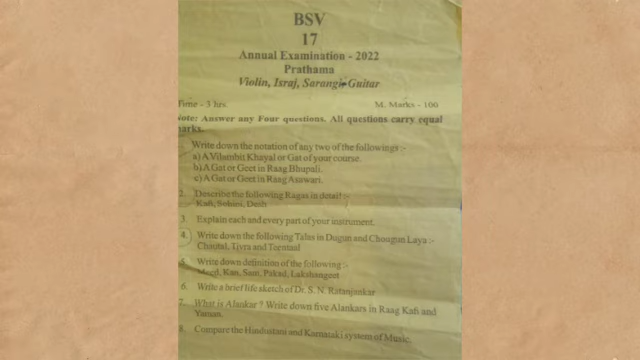 BSV
17
Annual Examination - 2022
Prathama
Violin, Israj, Sarangi, Guitar
Time - 3 hrs. M. Marks - 100
Note: Answer any Four questions. All questions carry equal
marks.
Write down the notation of any two of the followings :-
a) A Vilambit Khayal or Gat of your course.
b) A Gat or Geet in Raag Bhupali.
c) A Gat or Geet in Raag Asawari.
2. Describe the following Ragas in detail :-
Kafi, Sohini, Desh
3. Explain each and every part of your instrument.
4. Write down the following Talas in Dugun and Chougan Laya :-
Chautal, Tivra and Teentaal
5. Write down definition of the following :-
Meed, Kan, Sum, Pakad, Lakshangeet
6. Write a brief life sketch of Dr. S. N. Ratanjankar
7. What is Alankar ? Write down five Alankars in Raag Kafi and
Yaman.
8. Compare the Hindustani and Karnataki system of Music.